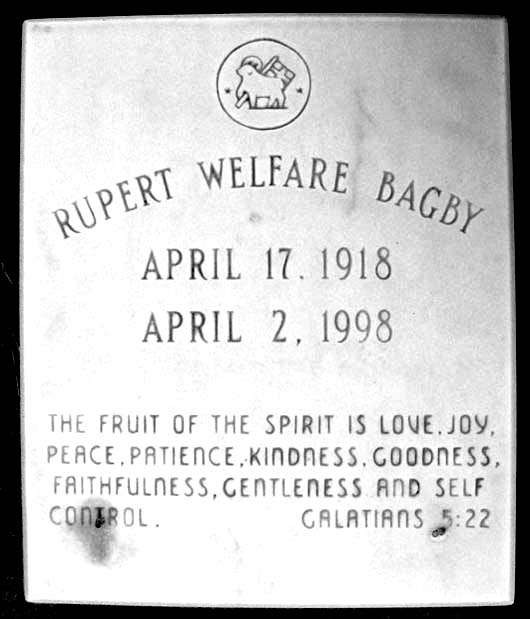 RUPERT WELFARE BAGBY
APRIL 17. 1918
APRIL 2, 1998
THE FRUIT OF THE SPIRIT IS LOVE, JOY,
PEACE, PATIENCE, KINDNESS, GOODNESS,
FAITHFULNESS, GENTLENESS AND SELF
CONTROL. GALATIANS 5:22